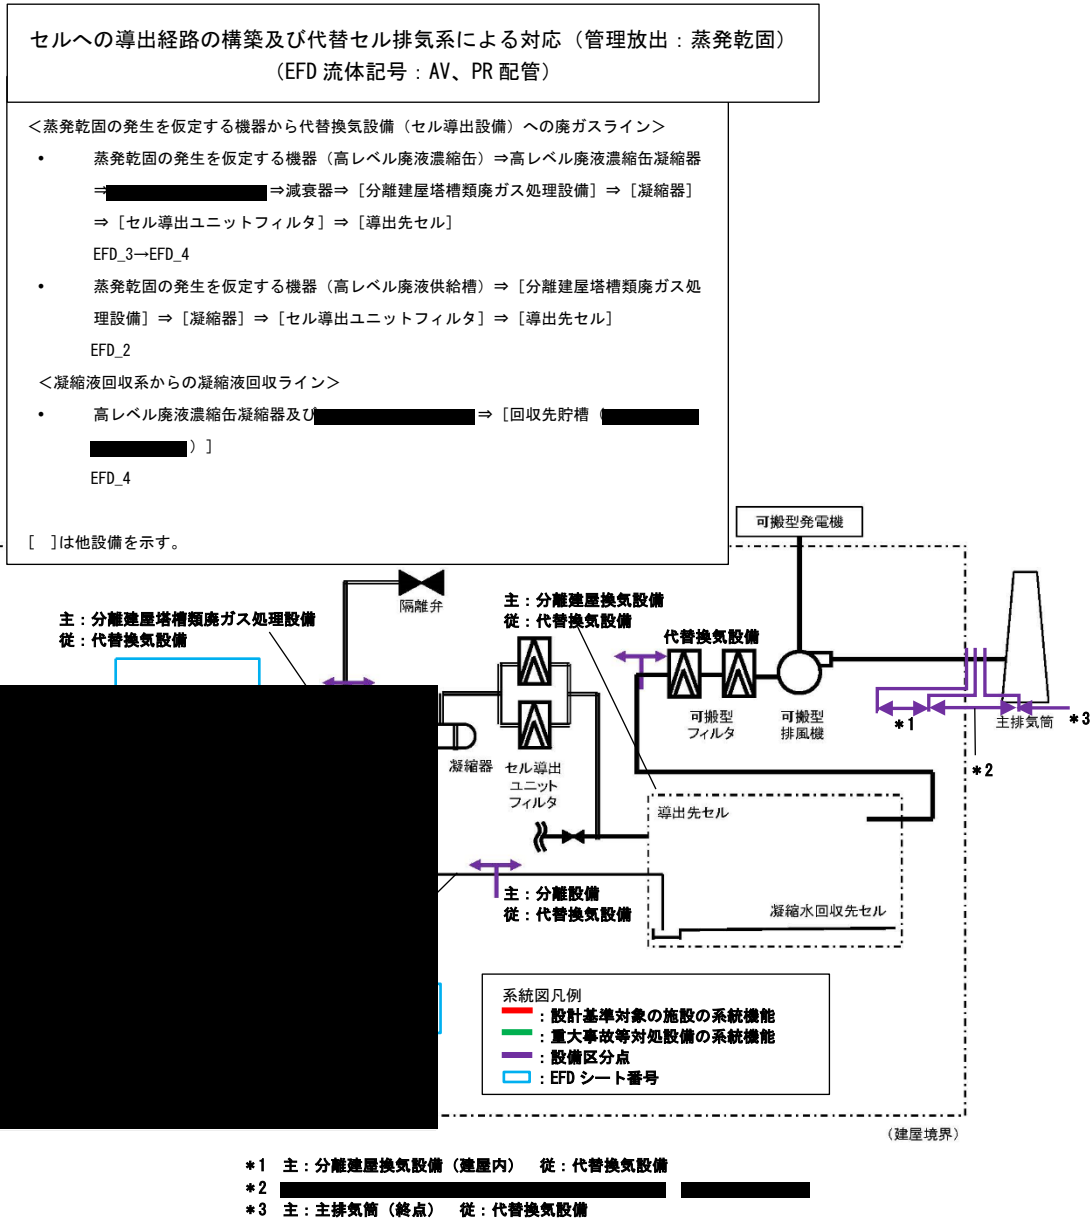 セルへの導出経路の構築及び代替セル排気系による対応（管理放出：蒸発乾固）
（EFD 流体記号：AV、PR 配管）
＜蒸発乾固の発生を仮定する機器から代替換気設備（セル導出設備）への廃ガスライン＞
• 蒸発乾固の発生を仮定する機器（高レベル廃液濃縮缶）⇒高レベル廃液濃縮缶凝縮器
⇒ ⇒減衰器⇒［分離建屋塔槽類廃ガス処理設備］⇒［凝縮器］
⇒［セル導出ユニットフィルタ］⇒［導出先セル］
EFD_3→EFD_4
• 蒸発乾固の発生を仮定する機器（高レベル廃液供給槽）⇒［分離建屋塔槽類廃ガス処
理設備］⇒［凝縮器］⇒［セル導出ユニットフィルタ］⇒［導出先セル］
EFD_2
＜凝縮液回収系からの凝縮液回収ライン＞
• 高レベル廃液濃縮缶凝縮器及び ⇒［回収先貯槽（
）］
EFD_4
［ ］は他設備を示す。
可搬型発電機
隔離弁
主：分離建屋塔槽類廃ガス処理設備
従：代替換気設備
主：分離建屋換気設備
従：代替換気設備
代替換気設備
可搬型
フィルタ
可搬型
排風機
＊1
主排気筒
＊3
＊2
凝縮器
セル導出
ユニット
フィルタ
導出先セル
主：分離設備
従：代替換気設備
凝縮水回収先セル
系統図凡例
：設計基準対象の施設の系統機能
：重大事故等対処設備の系統機能
：設備区分点
：EFD シート番号
（建屋境界）
＊1 主：分離建屋換気設備（建屋内） 従：代替換気設備
＊2
＊3 主：主排気筒（終点） 従：代替換気設備